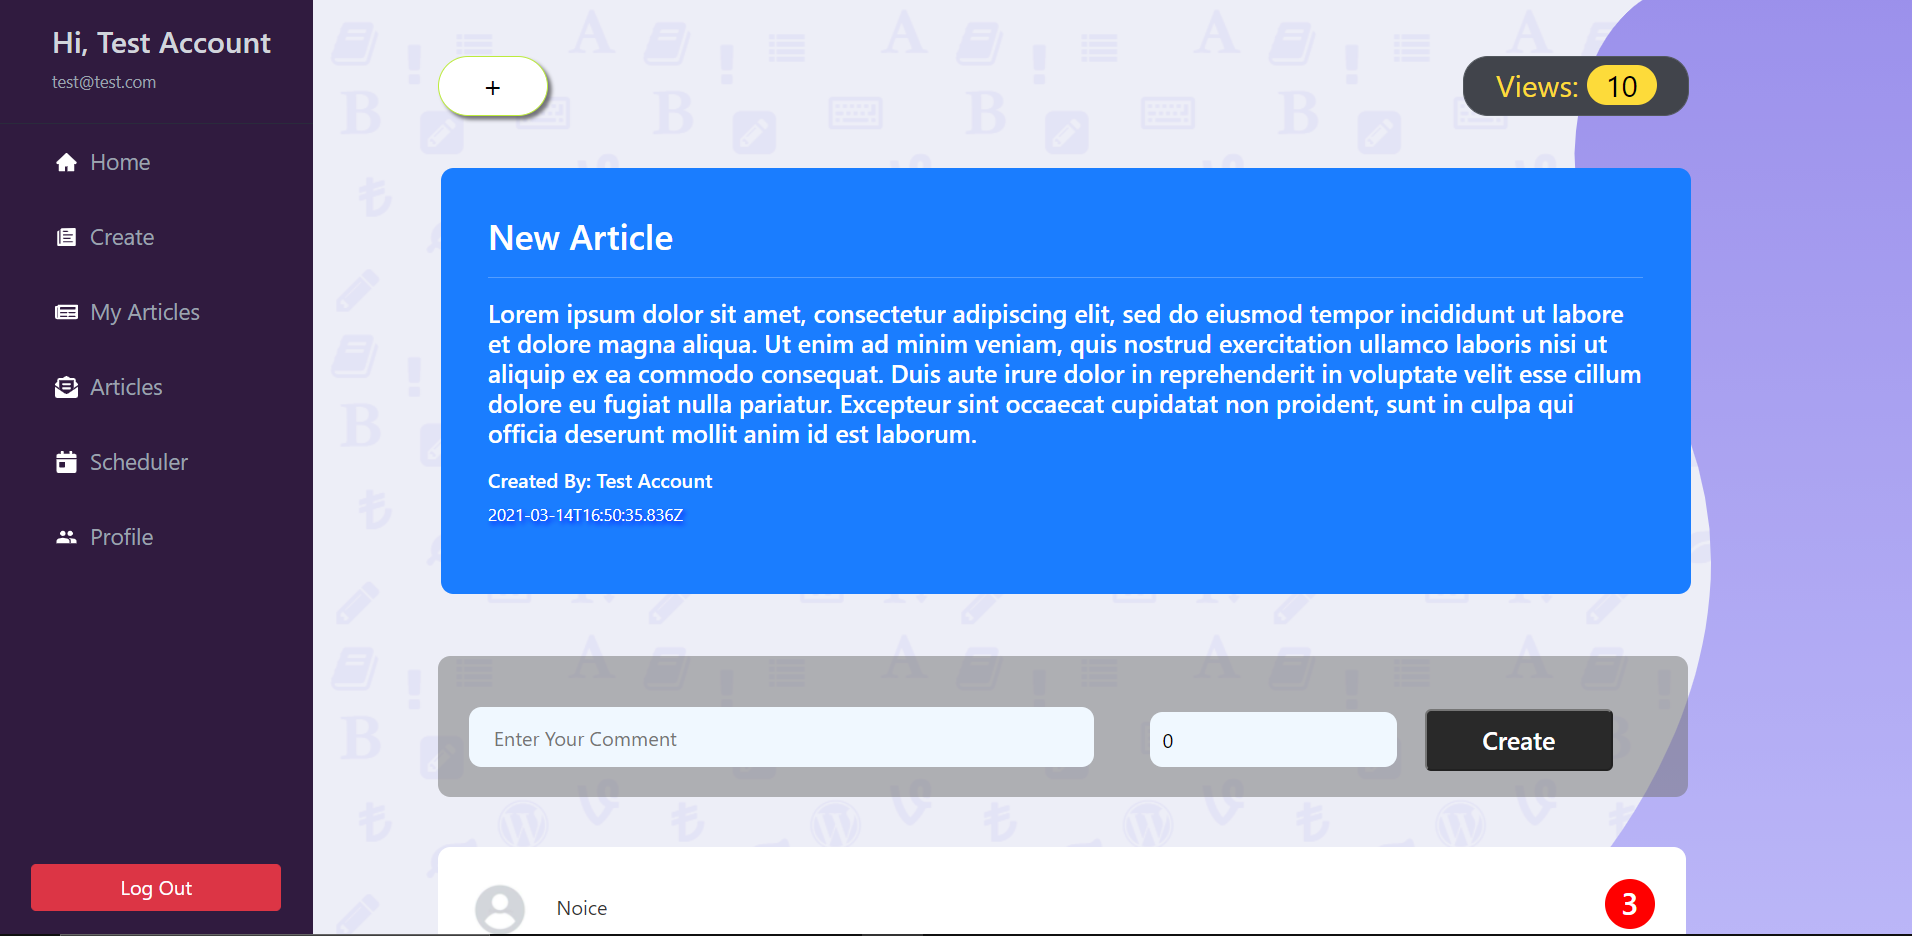 Hi, Test Account
test@test.com
Home
Create
My Articles
Articles
Scheduler
Profile
Log Out
+
Views: 10
New Article
Lorem ipsum dolor sit amet, consectetur adipiscing elit, sed do eiusmod tempor incididunt ut labore
et dolore magna aliqua. Ut enim ad minim veniam, quis nostrud exercitation ullamco laboris nisi ut
aliquip ex ea commodo consequat. Duis aute irure dolor in reprehenderit in voluptate velit esse cillum
dolore eu fugiat nulla pariatur. Excepteur sint occaecat cupidatat non proident, sunt in culpa qui
officia deserunt mollit anim id est laborum.
Created By: Test Account
2021-03-14T16:50:35.836Z
Enter Your Comment
0
Create
Noice
3